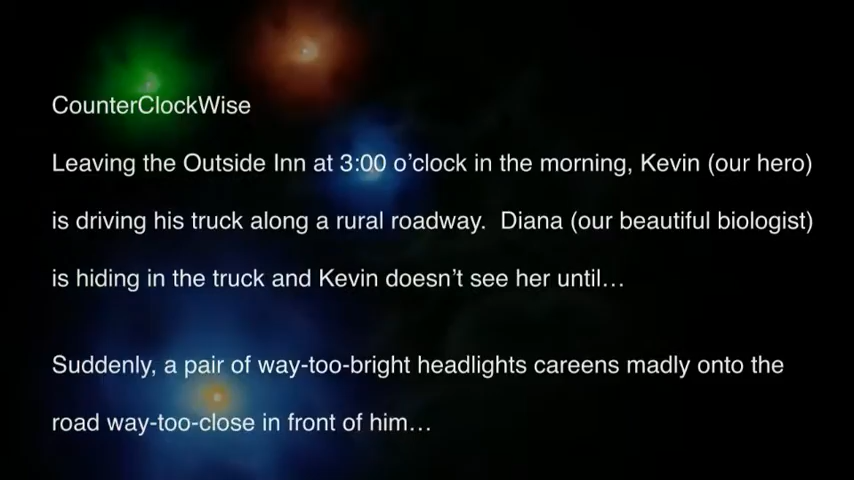 CounterClockWise
Leaving the Outside Inn at 3:00 o’clock in the morning, Kevin (our hero)
is driving his truck along a rural roadway.  Diana (our beautiful biologist)
is hiding in the truck and Kevin doesn’t see her until…
Suddenly, a pair of way-too-bright headlights careens madly onto the
road way-too-close in front of him…